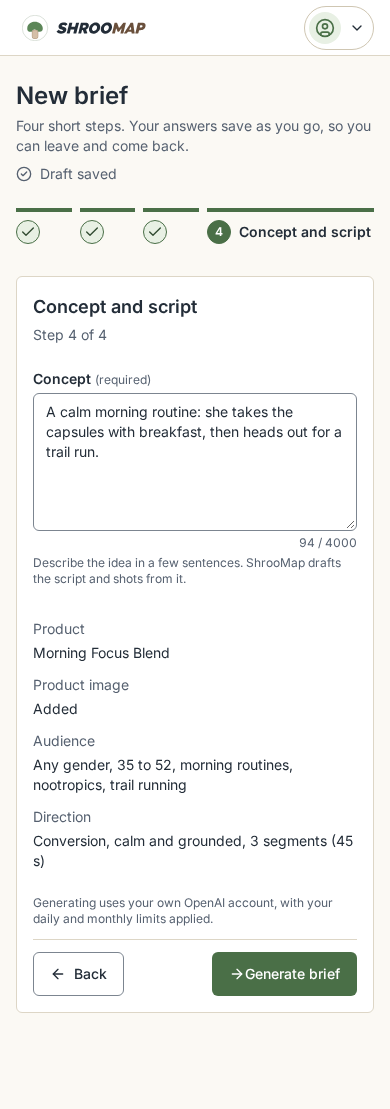 SHROOMAP
New brief
Four short steps. Your answers save as you go, so you
can leave and come back.
Draft saved
4 Concept and script
Concept and script
Step 4 of 4
Concept (required)
A calm morning routine: she takes the
capsules with breakfast, then heads out for a
trail run.
94 / 4000
Describe the idea in a few sentences. ShrooMap drafts
the script and shots from it.
Product
Morning Focus Blend
Product image
Added
Audience
Any gender, 35 to 52, morning routines,
nootropics, trail running
Direction
Conversion, calm and grounded, 3 segments (45
s)
Generating uses your own OpenAI account, with your
daily and monthly limits applied.
Back
Generate brief